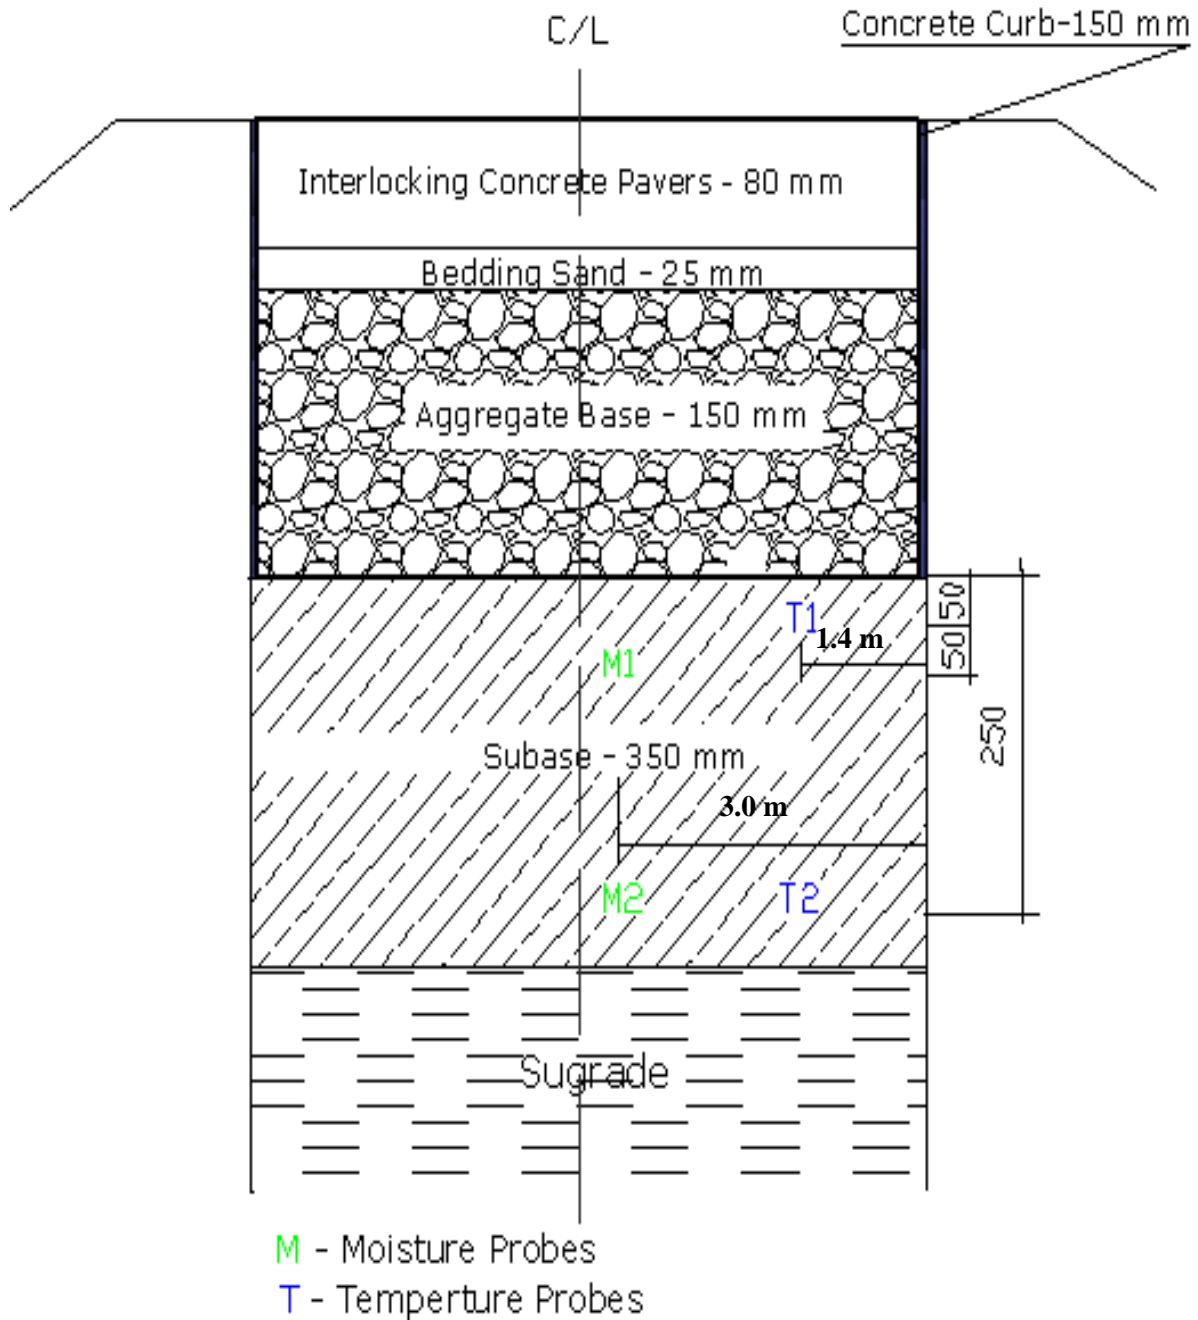 C/L
Concrete Curb-150 mm
Interlocking Concrete Pavers - 80 mm
Bedding Sand - 25 mm
Aggregate Base - 150 mm
T1
50
1.4 m
M1
50
250
Subase - 350 mm
3.0 m
M2
T2
Sugrade
M - Moisture Probes
T - Temperture Probes